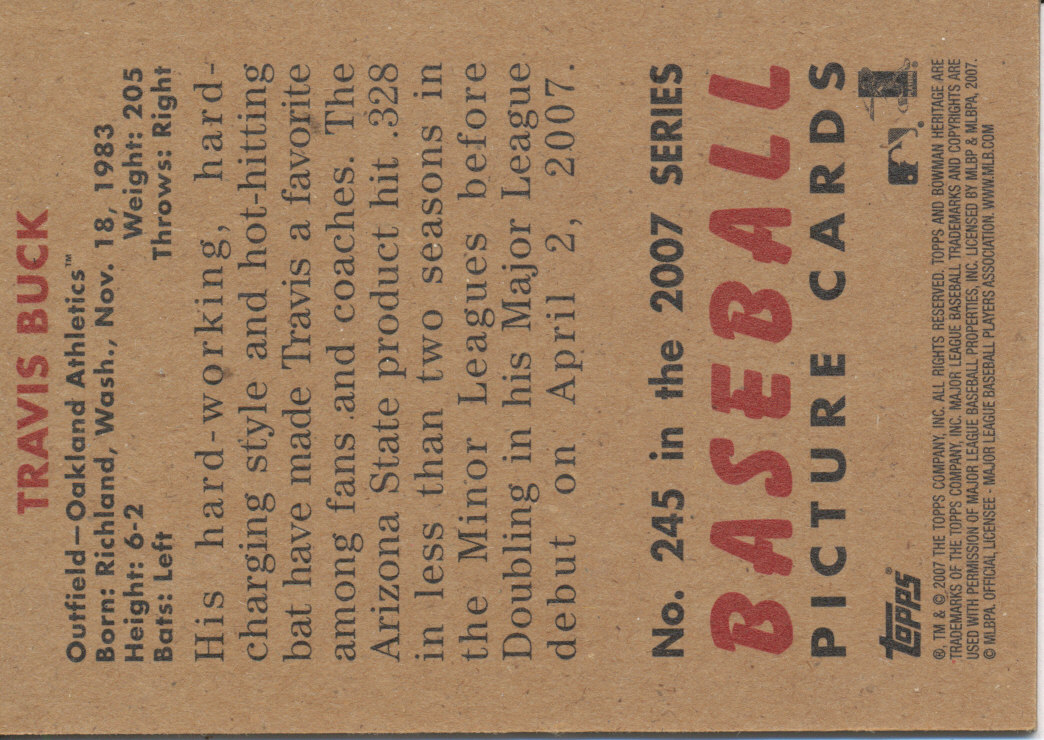 TRAVIS BUCK
Outfield—Oakland Athletics™
Born: Richland, Wash., Nov. 18, 1983
Height: 6-2 Weight: 205
Bats: Left Throws: Right
His hard-working, hard-
charging style and hot-hitting
bat have made Travis a favorite
among fans and coaches. The
Arizona State product hit .328
in less than two seasons in
the Minor Leagues before
Doubling in his Major League
debut on April 2, 2007.
No. 245 in the 2007 SERIES
BASEBALL
PICTURE CARDS
topps®
®, TM & © 2007 THE TOPPS COMPANY, INC. ALL RIGHTS RESERVED. TOPPS AND BOWMAN HERITAGE ARE
TRADEMARKS OF THE TOPPS COMPANY, INC. MAJOR LEAGUE BASEBALL TRADEMARKS AND COPYRIGHTS ARE
USED WITH PERMISSION OF MAJOR LEAGUE BASEBALL PROPERTIES, INC. LICENSED BY MLBP & MLBPA, 2007.
© MLBPA. OFFICIAL LICENSEE - MAJOR LEAGUE BASEBALL PLAYERS ASSOCIATION. WWW.MLB.COM